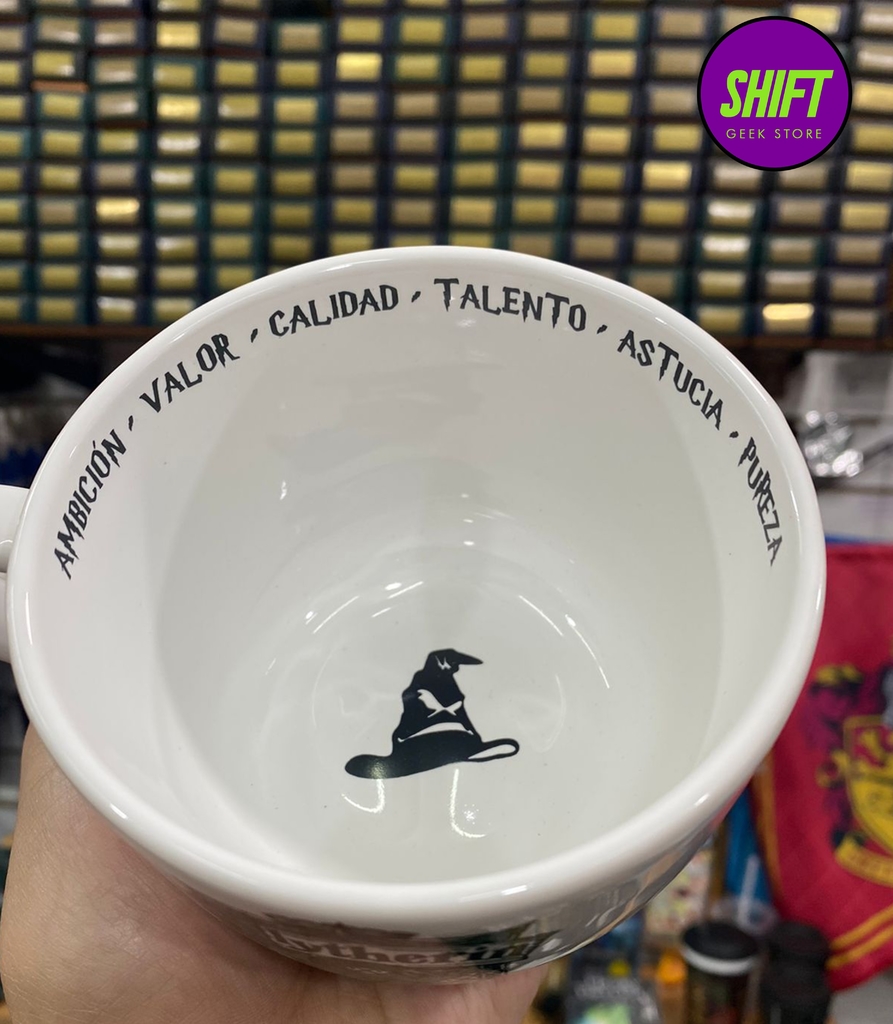 SHIFT
GEEK STORE
AMBICIÓN · VALOR · CALIDAD · TALENTO · ASTUCIA · PUREZA